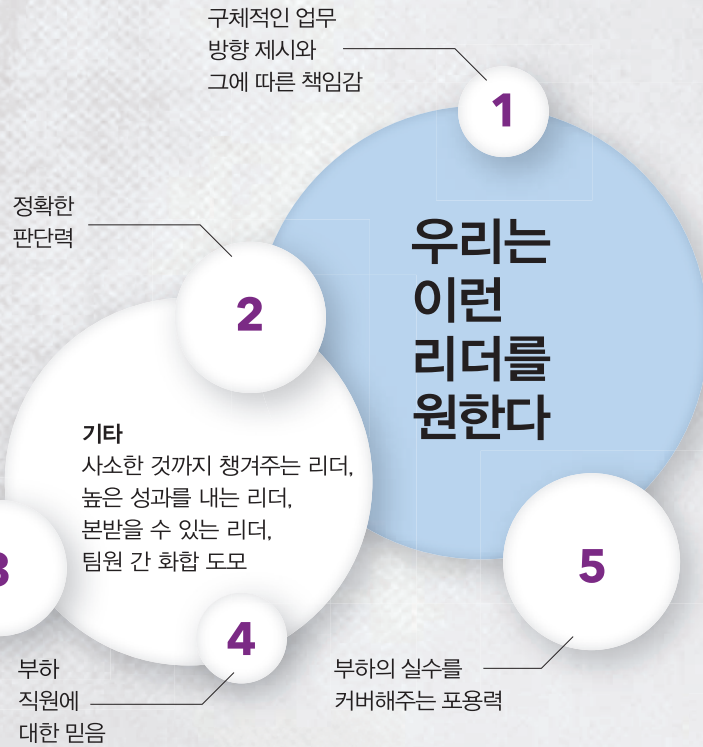 구체적인 업무
방향 제시와
그에 따른 책임감
1
정확한
판단력
2
우리는
이런
리더를
원한다
기타
사소한 것까지 챙겨주는 리더,
높은 성과를 내는 리더,
본받을 수 있는 리더,
팀원 간 화합 도모
3
4
5
부하
직원에
대한 믿음
부하의 실수를
커버해주는 포용력